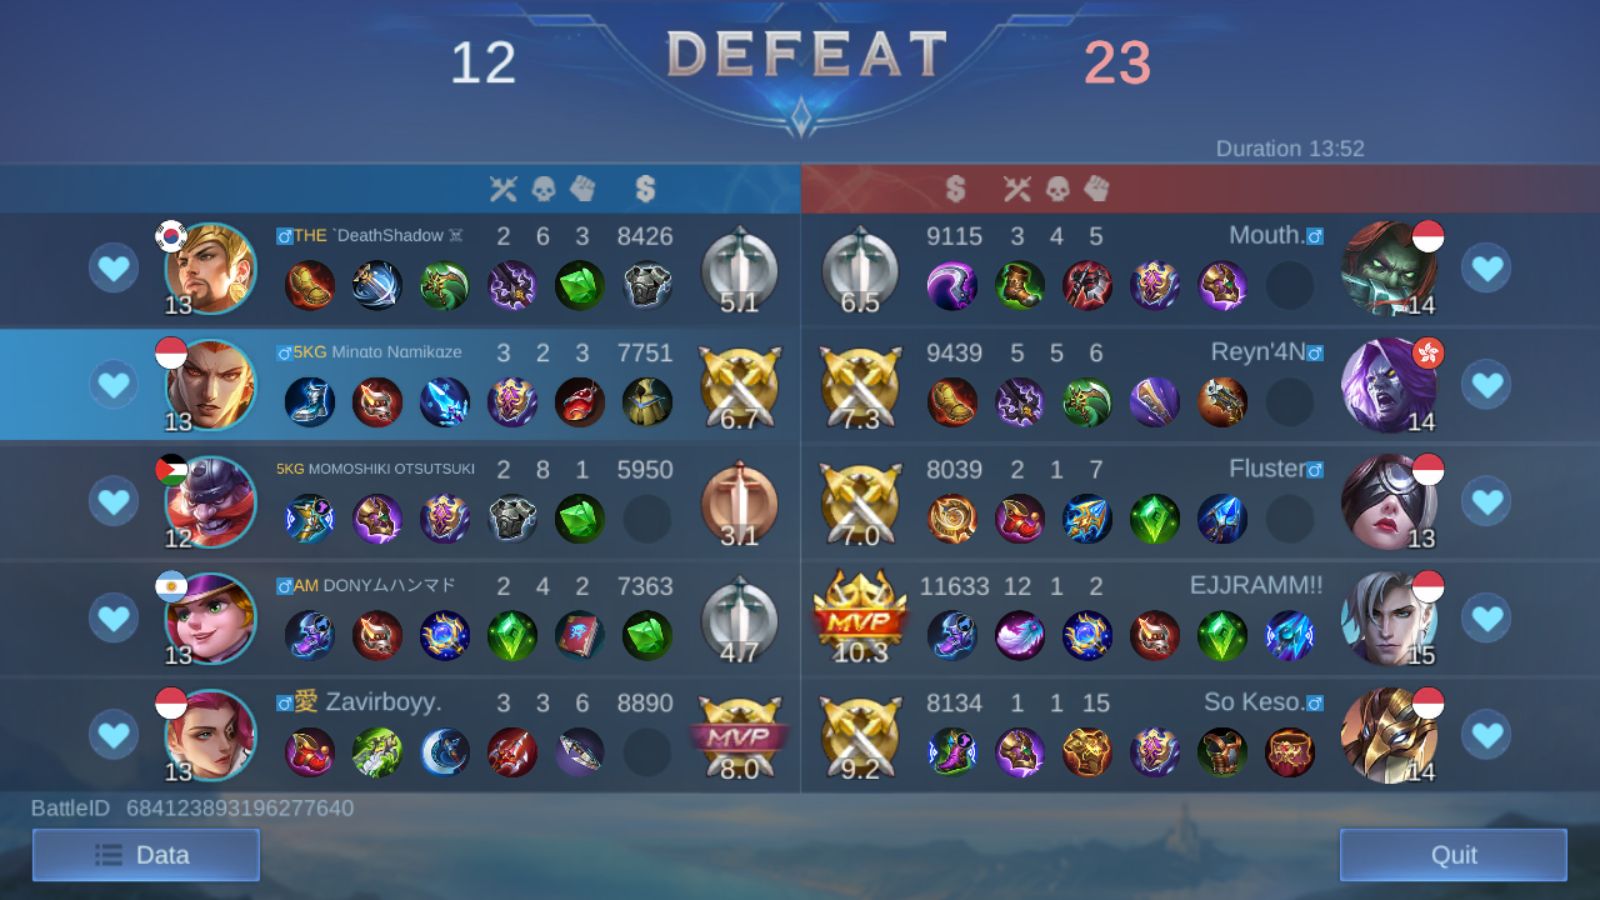 12 DEFEAT 23
Duration 13:52
♂THE `DeathShadow ☠ 2 6 3 8426
13 5.1
9115 3 4 5 Mouth.♂
6.5 14
♂5KG Minato Namikaze 3 2 3 7751
13 6.7
9439 5 5 6 Reyn'4N♂
7.3 14
5KG MOMOSHIKI OTSUTSUKI 2 8 1 5950
12 3.1
8039 2 1 7 Fluster♂
7.0 13
♂AM DONYムハンマド 2 4 2 7363
13 4.7
11633 12 1 2 EJJRAMM!!
MVP
10.3 15
♂愛 Zavirboyy. 3 3 6 8890
MVP
13 8.0
8134 1 1 15 So Keso.♂
9.2 14
BattleID 684123893196277640
Data
Quit